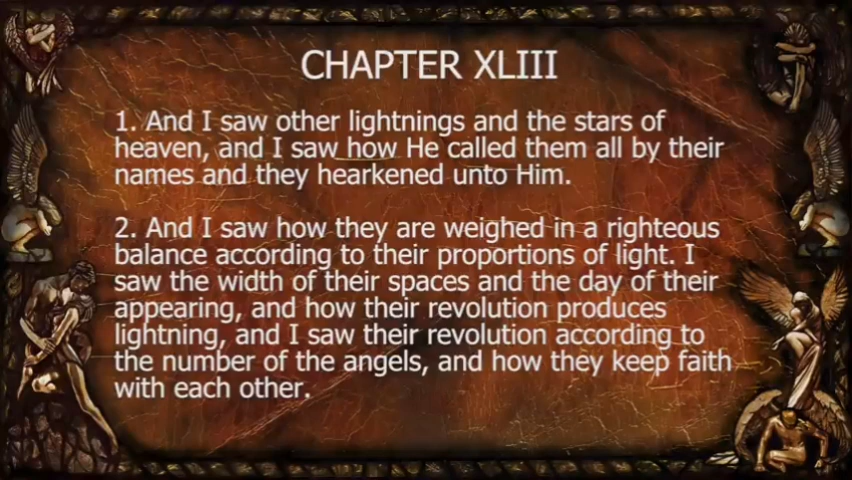 CHAPTER XLIII
1. And I saw other lightnings and the stars of
heaven, and I saw how He called them all by their
names and they hearkened unto Him.
2. And I saw how they are weighed in a righteous
balance according to their proportions of light. I
saw the width of their spaces and the day of their
appearing, and how their revolution produces
lightning, and I saw their revolution according to
the number of the angels, and how they keep faith
with each other.